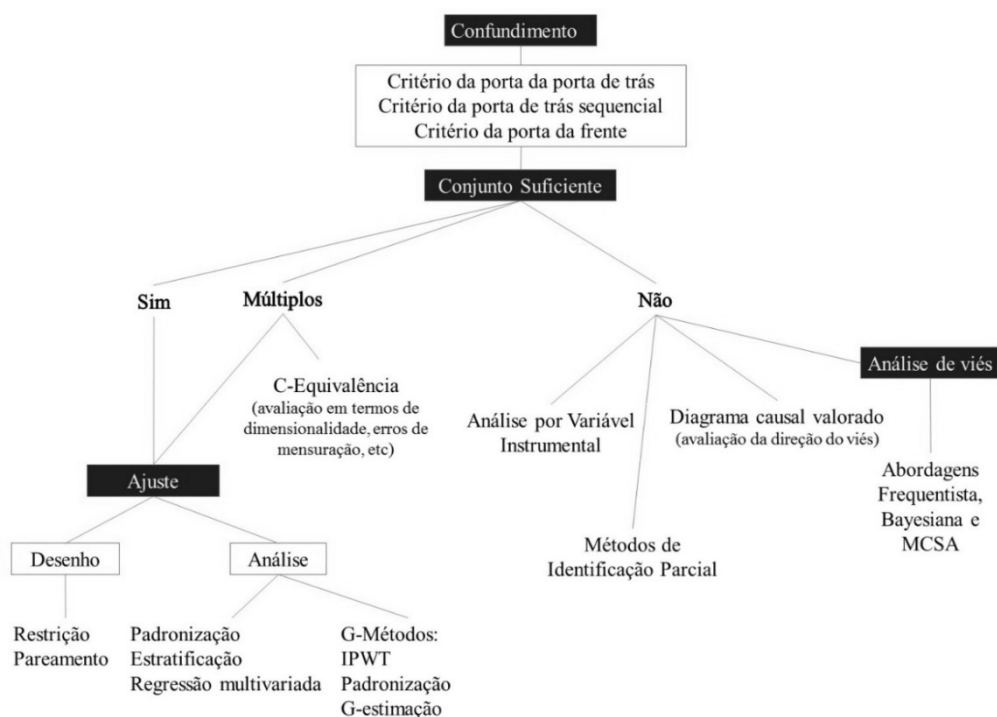 Confundimento
Critério da porta da porta de trás
Critério da porta de trás sequencial
Critério da porta da frente
Conjunto Suficiente
Sim
Múltiplos
Não
C-Equivalência
(avaliação em termos de
dimensionalidade, erros de
mensuração, etc)
Análise por Variável
Instrumental
Métodos de
Identificação Parcial
Diagrama causal valorado
(avaliação da direção do viés)
Análise de viés
Abordagens
Frequentista,
Bayesiana e
MCSA
Ajuste
Desenho
Análise
Restrição
Pareamento
Padronização
Estratificação
Regressão multivariada
G-Métodos:
IPWT
Padronização
G-estimação